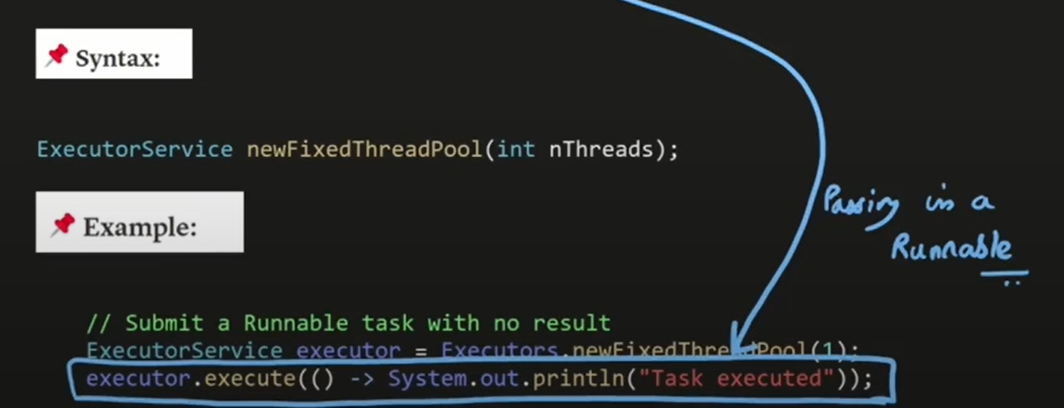 Syntax:
ExecutorService newFixedThreadPool(int nThreads);
Passing in a
Runnable
Example:
// Submit a Runnable task with no result
ExecutorService executor = Executors.newFixedThreadPool(1);
executor.execute(() -> System.out.println("Task executed"));